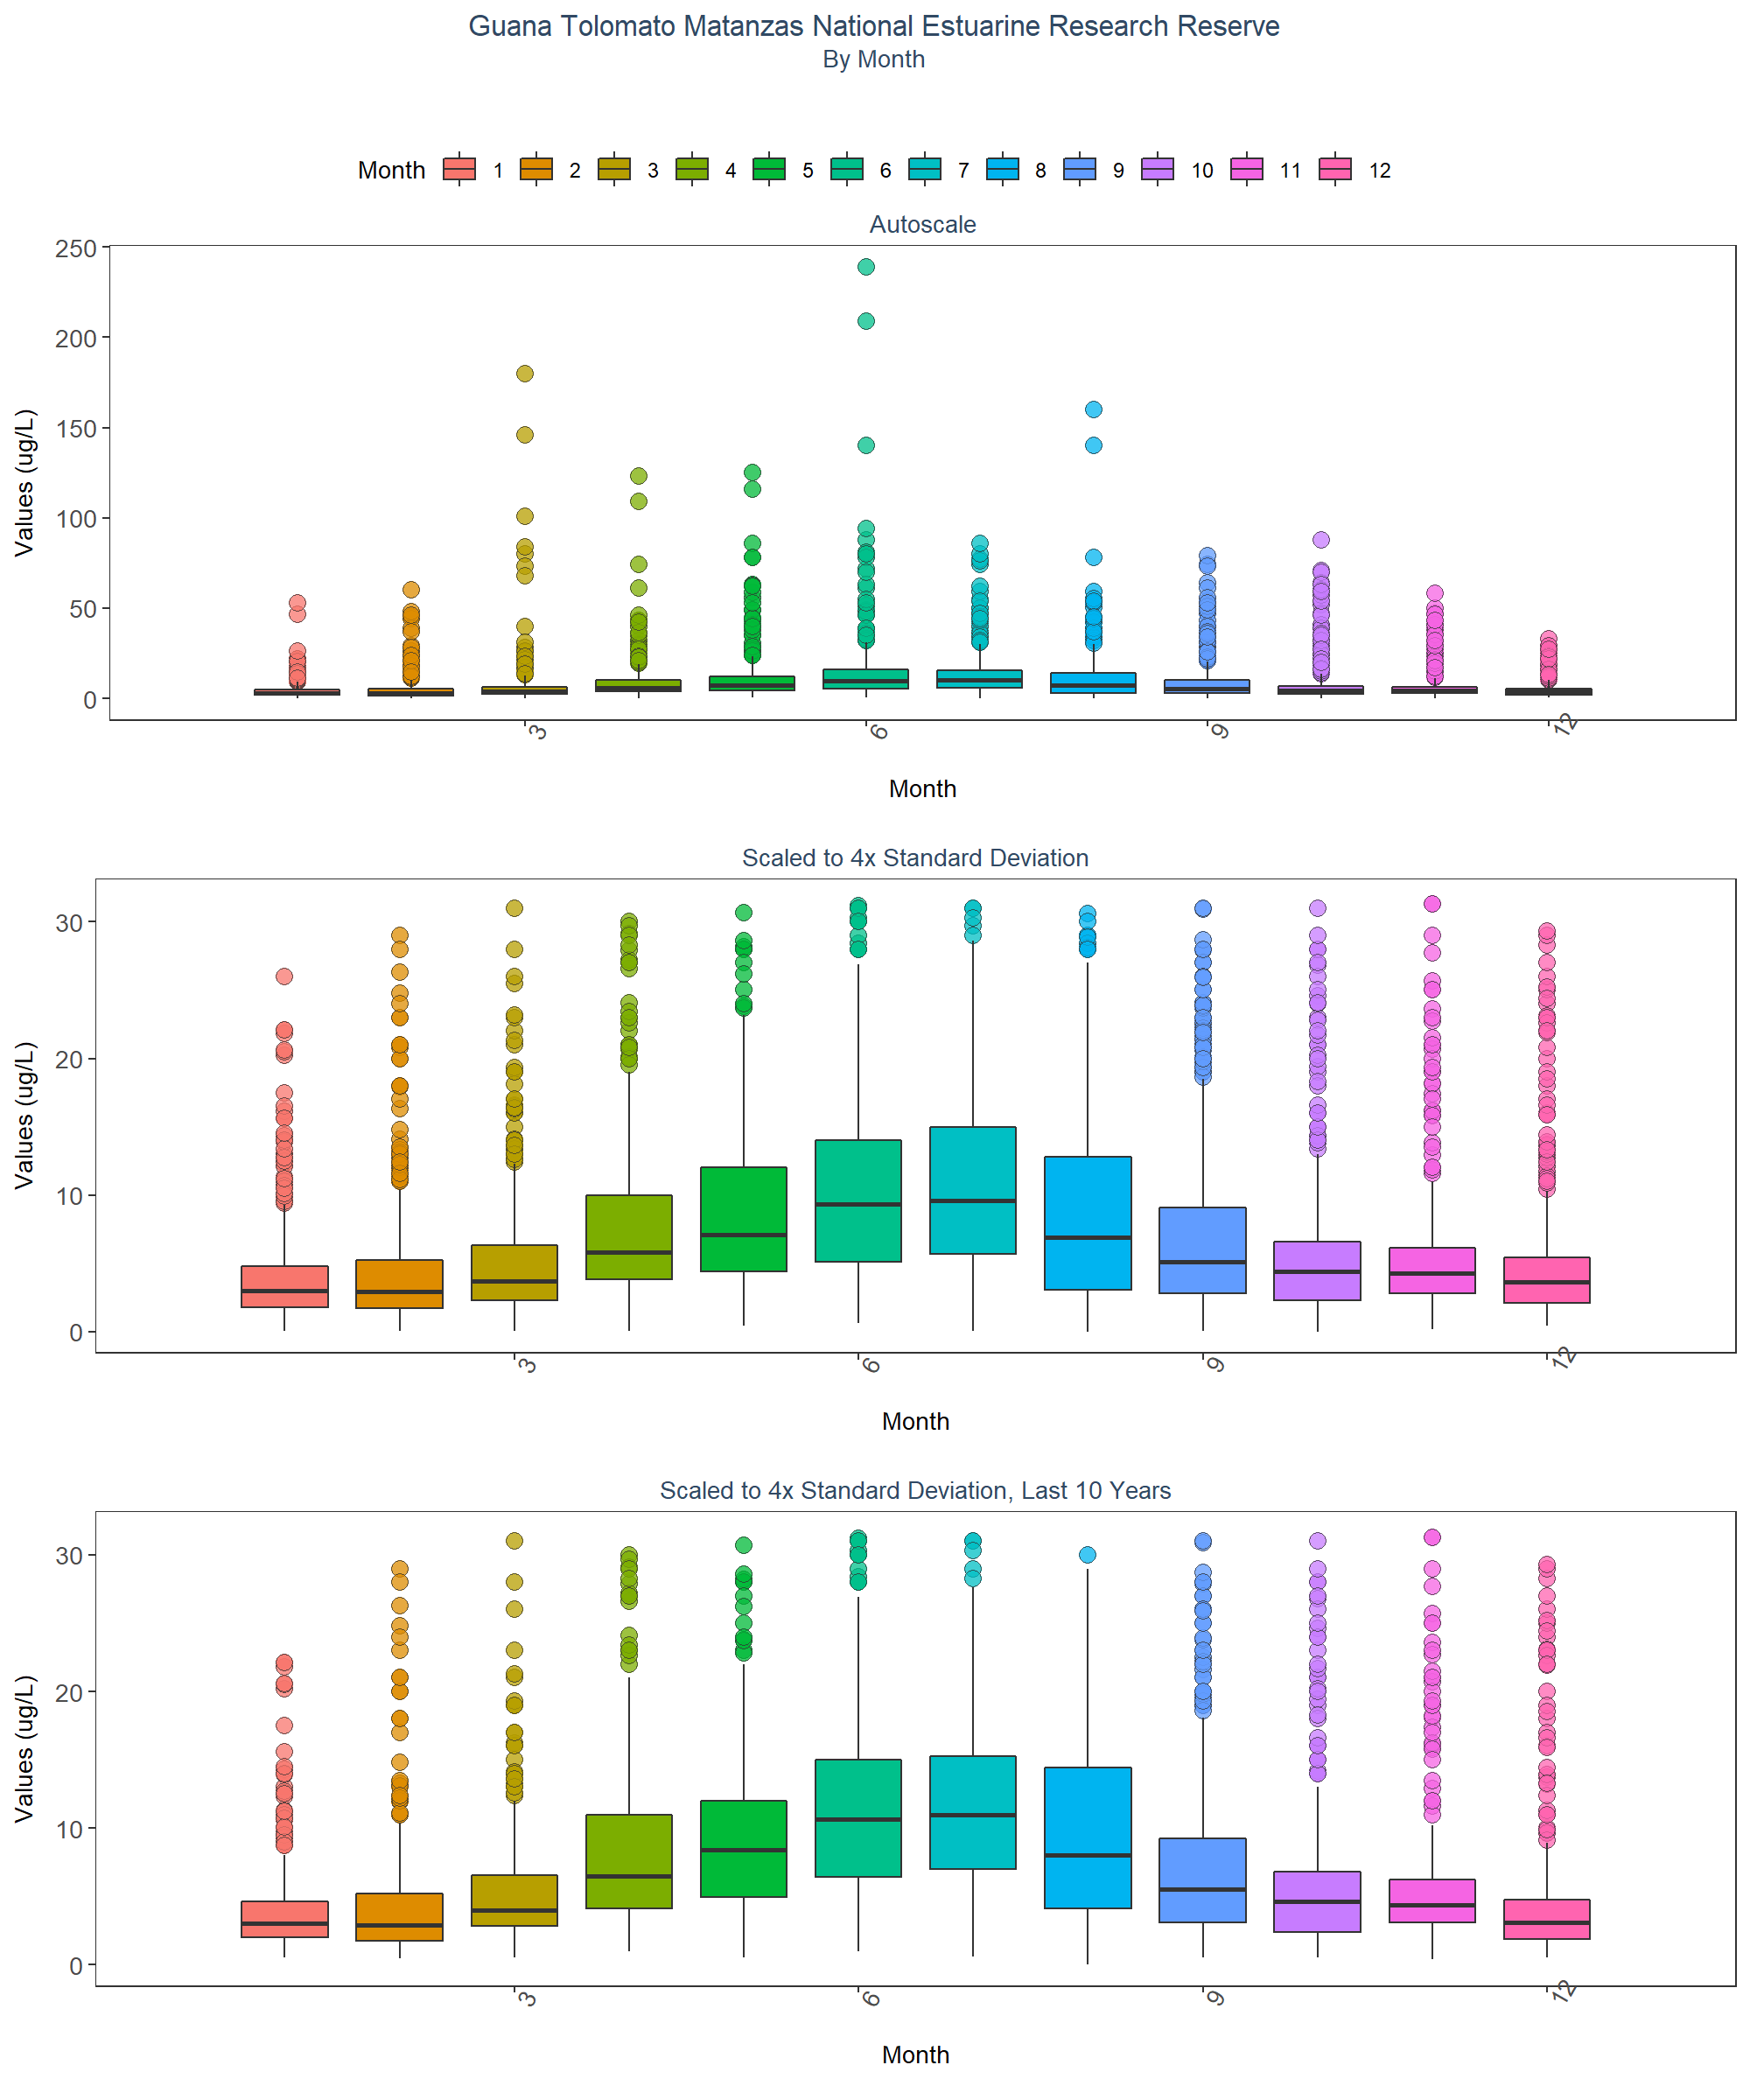 Guana Tolomato Matanzas National Estuarine Research Reserve
By Month
Month 1 2 3 4 5 6 7 8 9 10 11 12
Autoscale
Values (ug/L)
250
200
150
100
50
0
3 6 9 12
Month
Scaled to 4x Standard Deviation
Values (ug/L)
30
20
10
0
3 6 9 12
Month
Scaled to 4x Standard Deviation, Last 10 Years
Values (ug/L)
30
20
10
0
3 6 9 12
Month